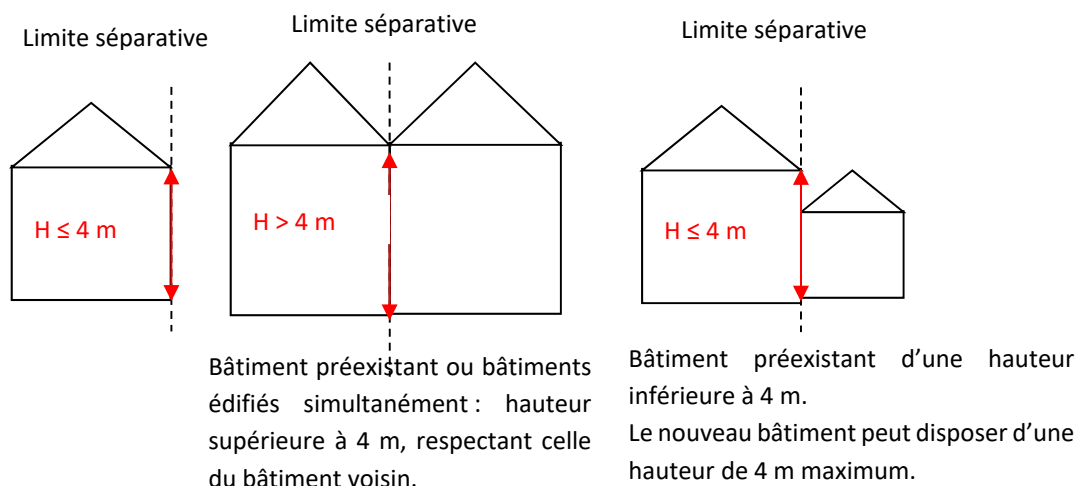 Limite séparative
Limite séparative
Limite séparative
H ≤ 4 m
H > 4 m
H ≤ 4 m
Bâtiment préexistant ou bâtiments
édifiés simultanément : hauteur
supérieure à 4 m, respectant celle
du bâtiment voisin.
Bâtiment préexistant d’une hauteur
inférieure à 4 m.
Le nouveau bâtiment peut disposer d’une
hauteur de 4 m maximum.